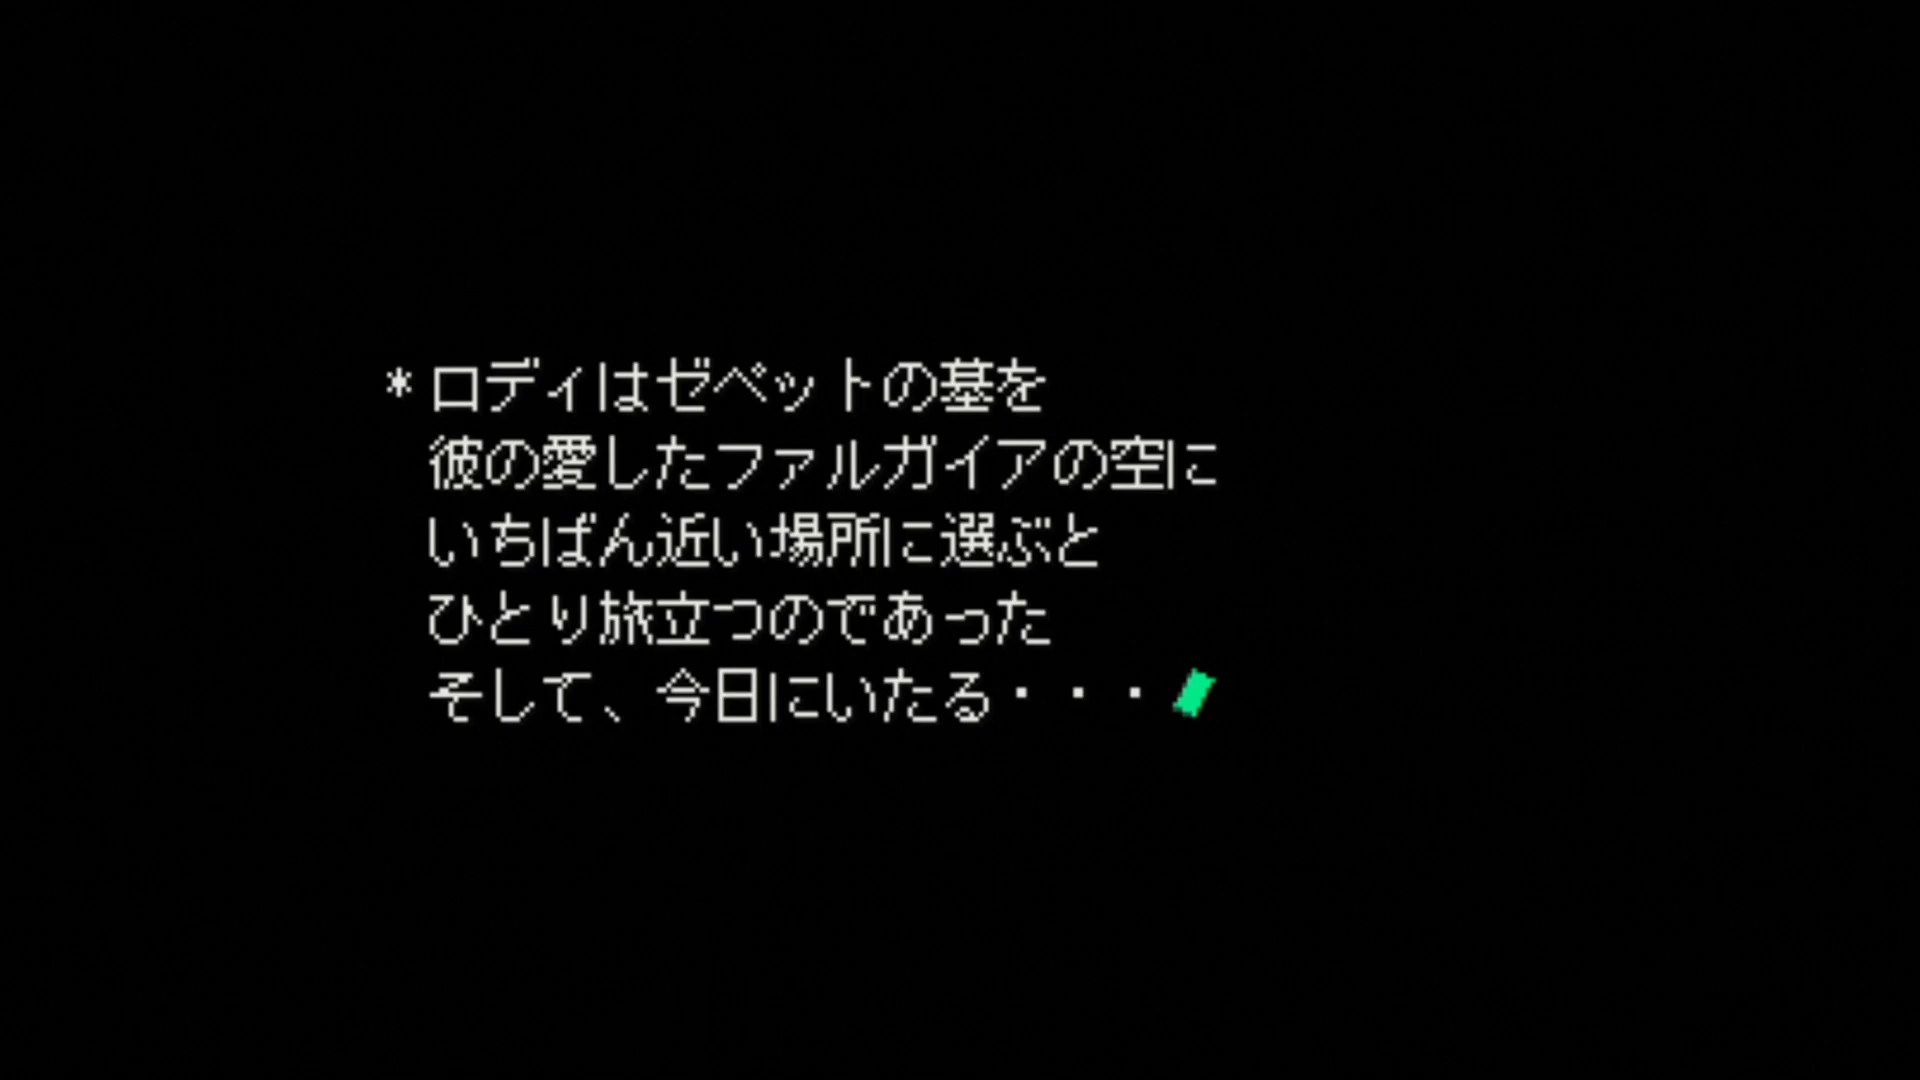 *ロディはゼペットの墓を
彼の愛したファルガイアの空に
いちばん近い場所に選ぶと
ひとり旅立つのであった
そして、今日にいたる・・・